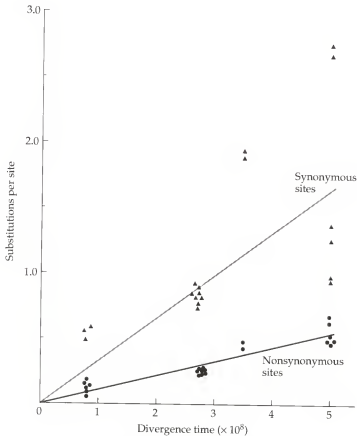 3.0
2.0
1.0
Substitutions per site
Synonymous
sites
Nonsynonymous
sites
0
1
2
3
4
5
Divergence time (× 10⁸)